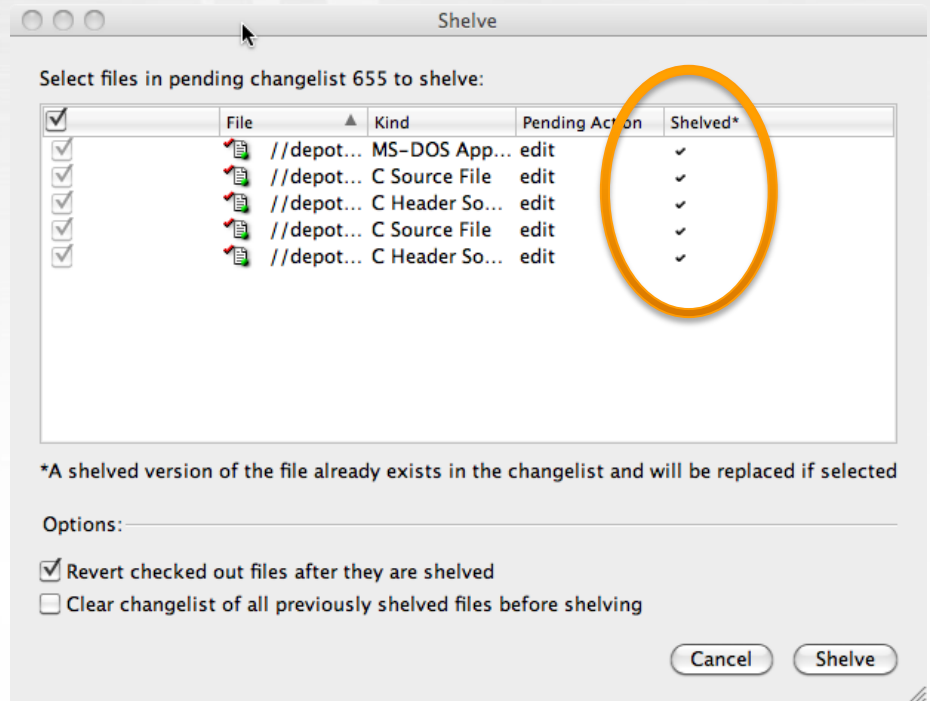 Shelve
Select files in pending changelist 655 to shelve:
File Kind Pending Action Shelved*
//depot... MS-DOS App... edit
//depot... C Source File edit
//depot... C Header So... edit
//depot... C Source File edit
//depot... C Header So... edit
*A shelved version of the file already exists in the changelist and will be replaced if selected
Options:
Revert checked out files after they are shelved
Clear changelist of all previously shelved files before shelving
Cancel Shelve